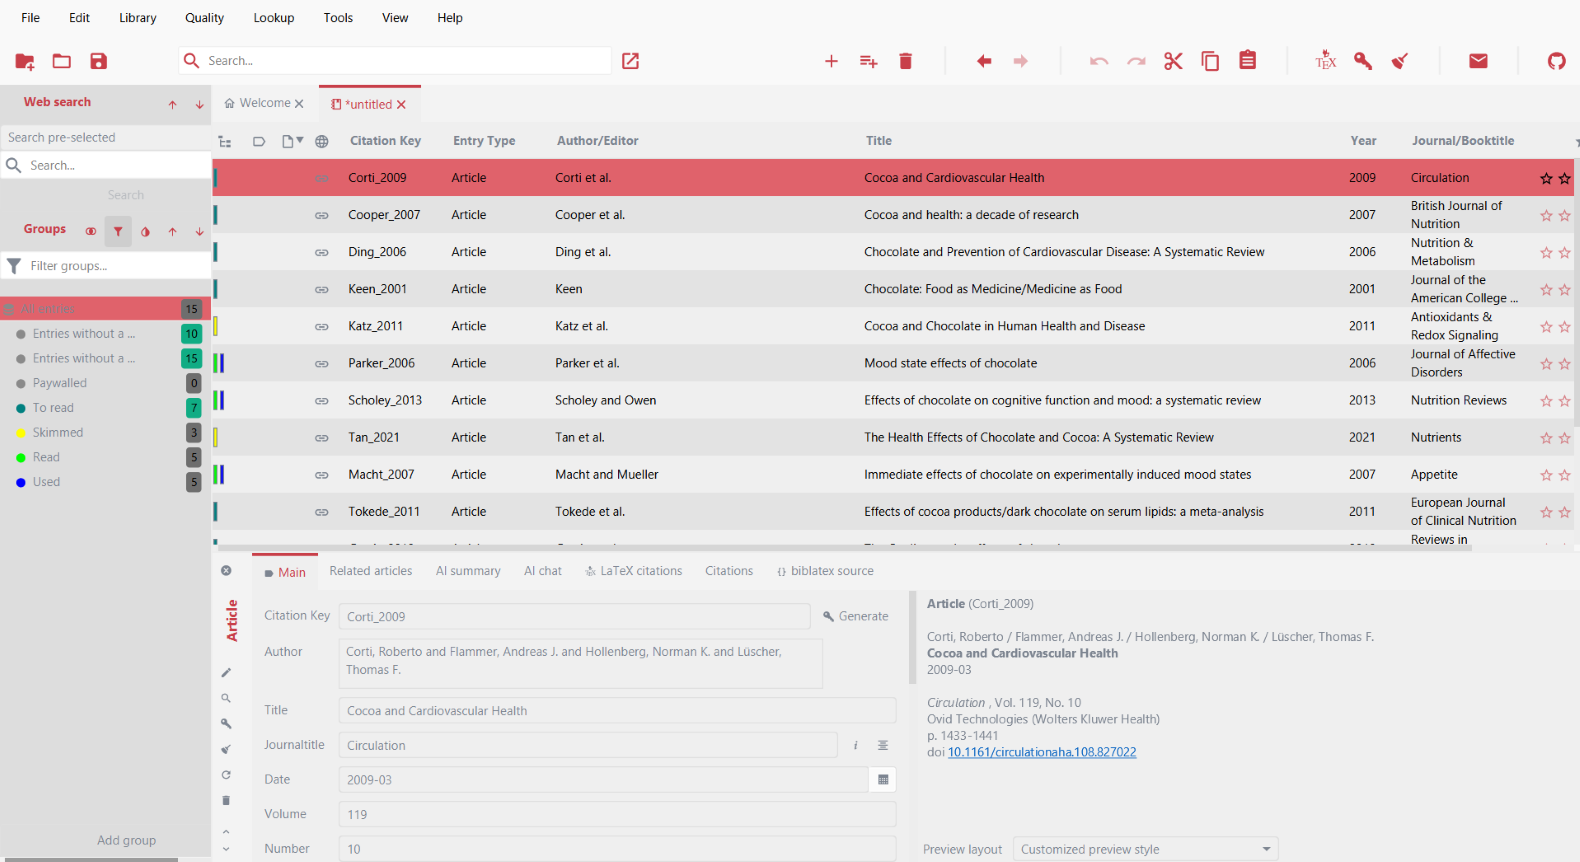 File Edit Library Quality Lookup Tools View Help
Search...
TEX
Web search
Search pre-selected
Search...
Search
Groups
Filter groups...
All entries 15
Entries without a ... 10
Entries without a ... 15
Paywalled 0
To read 7
Skimmed 3
Read 5
Used 5
Add group
Welcome *untitled
Citation Key Entry Type Author/Editor Title Year Journal/Booktitle
Corti_2009 Article Corti et al. Cocoa and Cardiovascular Health 2009 Circulation
Cooper_2007 Article Cooper et al. Cocoa and health: a decade of research 2007 British Journal of
Nutrition
Ding_2006 Article Ding et al. Chocolate and Prevention of Cardiovascular Disease: A Systematic Review 2006 Nutrition &
Metabolism
Keen_2001 Article Keen Chocolate: Food as Medicine/Medicine as Food 2001 Journal of the
American College ...
Katz_2011 Article Katz et al. Cocoa and Chocolate in Human Health and Disease 2011 Antioxidants &
Redox Signaling
Parker_2006 Article Parker et al. Mood state effects of chocolate 2006 Journal of Affective
Disorders
Scholey_2013 Article Scholey and Owen Effects of chocolate on cognitive function and mood: a systematic review 2013 Nutrition Reviews
Tan_2021 Article Tan et al. The Health Effects of Chocolate and Cocoa: A Systematic Review 2021 Nutrients
Macht_2007 Article Macht and Mueller Immediate effects of chocolate on experimentally induced mood states 2007 Appetite
Tokede_2011 Article Tokede et al. Effects of cocoa products/dark chocolate on serum lipids: a meta-analysis 2011 European Journal
of Clinical Nutrition
Reviews in
Main Related articles AI summary AI chat LaTeX citations Citations {} biblatex source
Article
Citation Key Corti_2009 Generate
Author Corti, Roberto and Flammer, Andreas J. and Hollenberg, Norman K. and Lüscher,
Thomas F.
Title Cocoa and Cardiovascular Health
Journaltitle Circulation i
Date 2009-03
Volume 119
Number 10
Article (Corti_2009)
Corti, Roberto / Flammer, Andreas J. / Hollenberg, Norman K. / Lüscher, Thomas F.
Cocoa and Cardiovascular Health
2009-03
Circulation , Vol. 119, No. 10
Ovid Technologies (Wolters Kluwer Health)
p. 1433-1441
doi 10.1161/circulationaha.108.827022
Preview layout Customized preview style